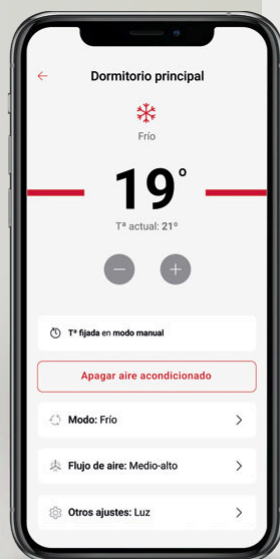 Dormitorio principal
Frío
19°
Tª actual: 21°
Tª fijada en modo manual
Apagar aire acondicionado
Modo: Frío
Flujo de aire: Medio-alto
Otros ajustes: Luz